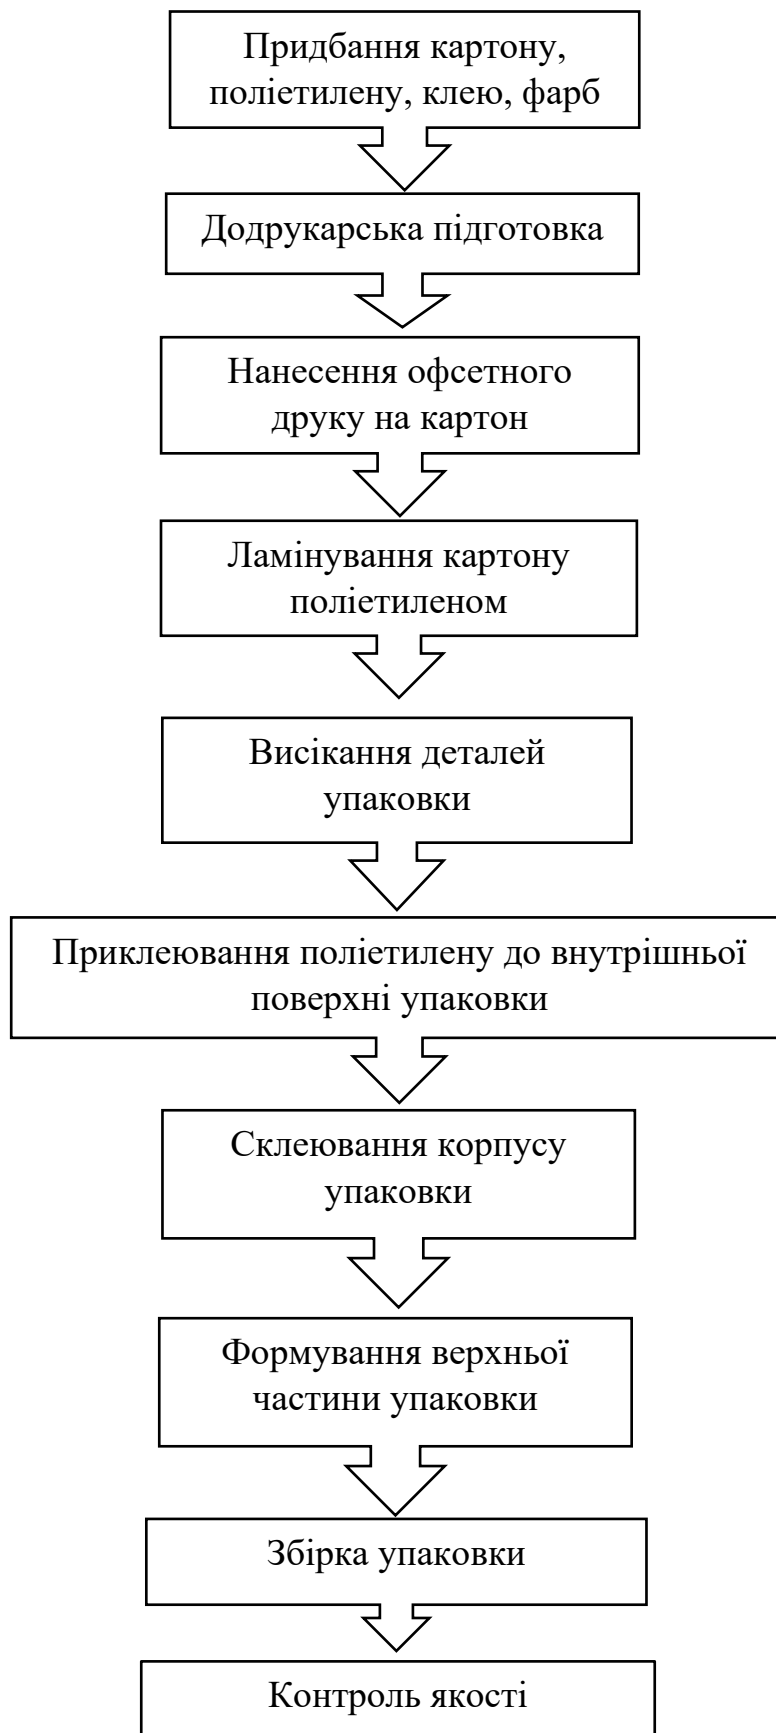 Придбання картону,
поліетилену, клею, фарб
Додрукарська підготовка
Нанесення офсетного
друку на картон
Ламінування картону
поліетиленом
Висікання деталей
упаковки
Приклеювання поліетилену до внутрішньої
поверхні упаковки
Склеювання корпусу
упаковки
Формування верхньої
частини упаковки
Збірка упаковки
Контроль якості